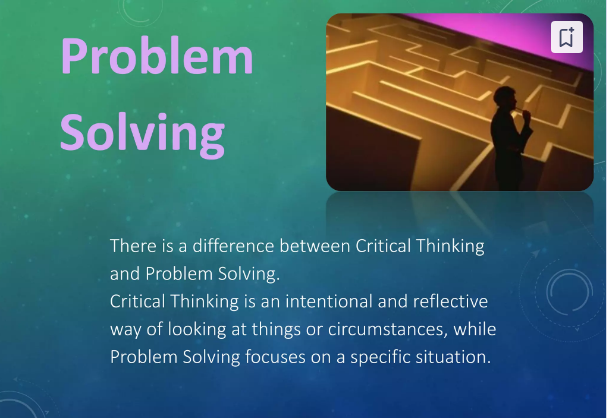 Problem
Solving
There is a difference between Critical Thinking
and Problem Solving.
Critical Thinking is an intentional and reflective
way of looking at things or circumstances, while
Problem Solving focuses on a specific situation.